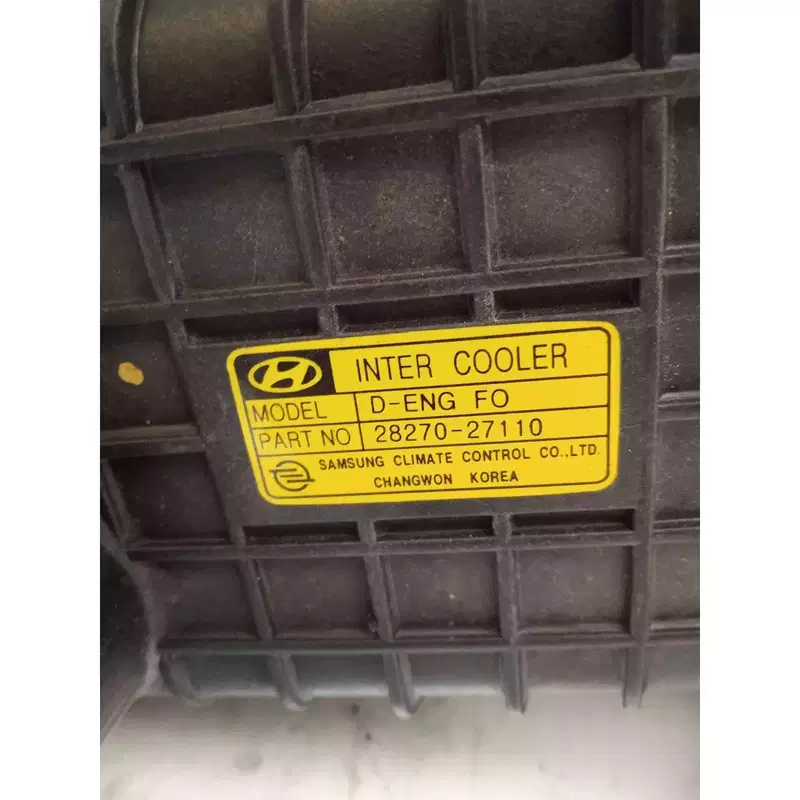 INTER COOLER
MODEL D-ENG FO
PART NO 28270-27110
SAMSUNG CLIMATE CONTROL CO.,LTD.
CHANGWON KOREA